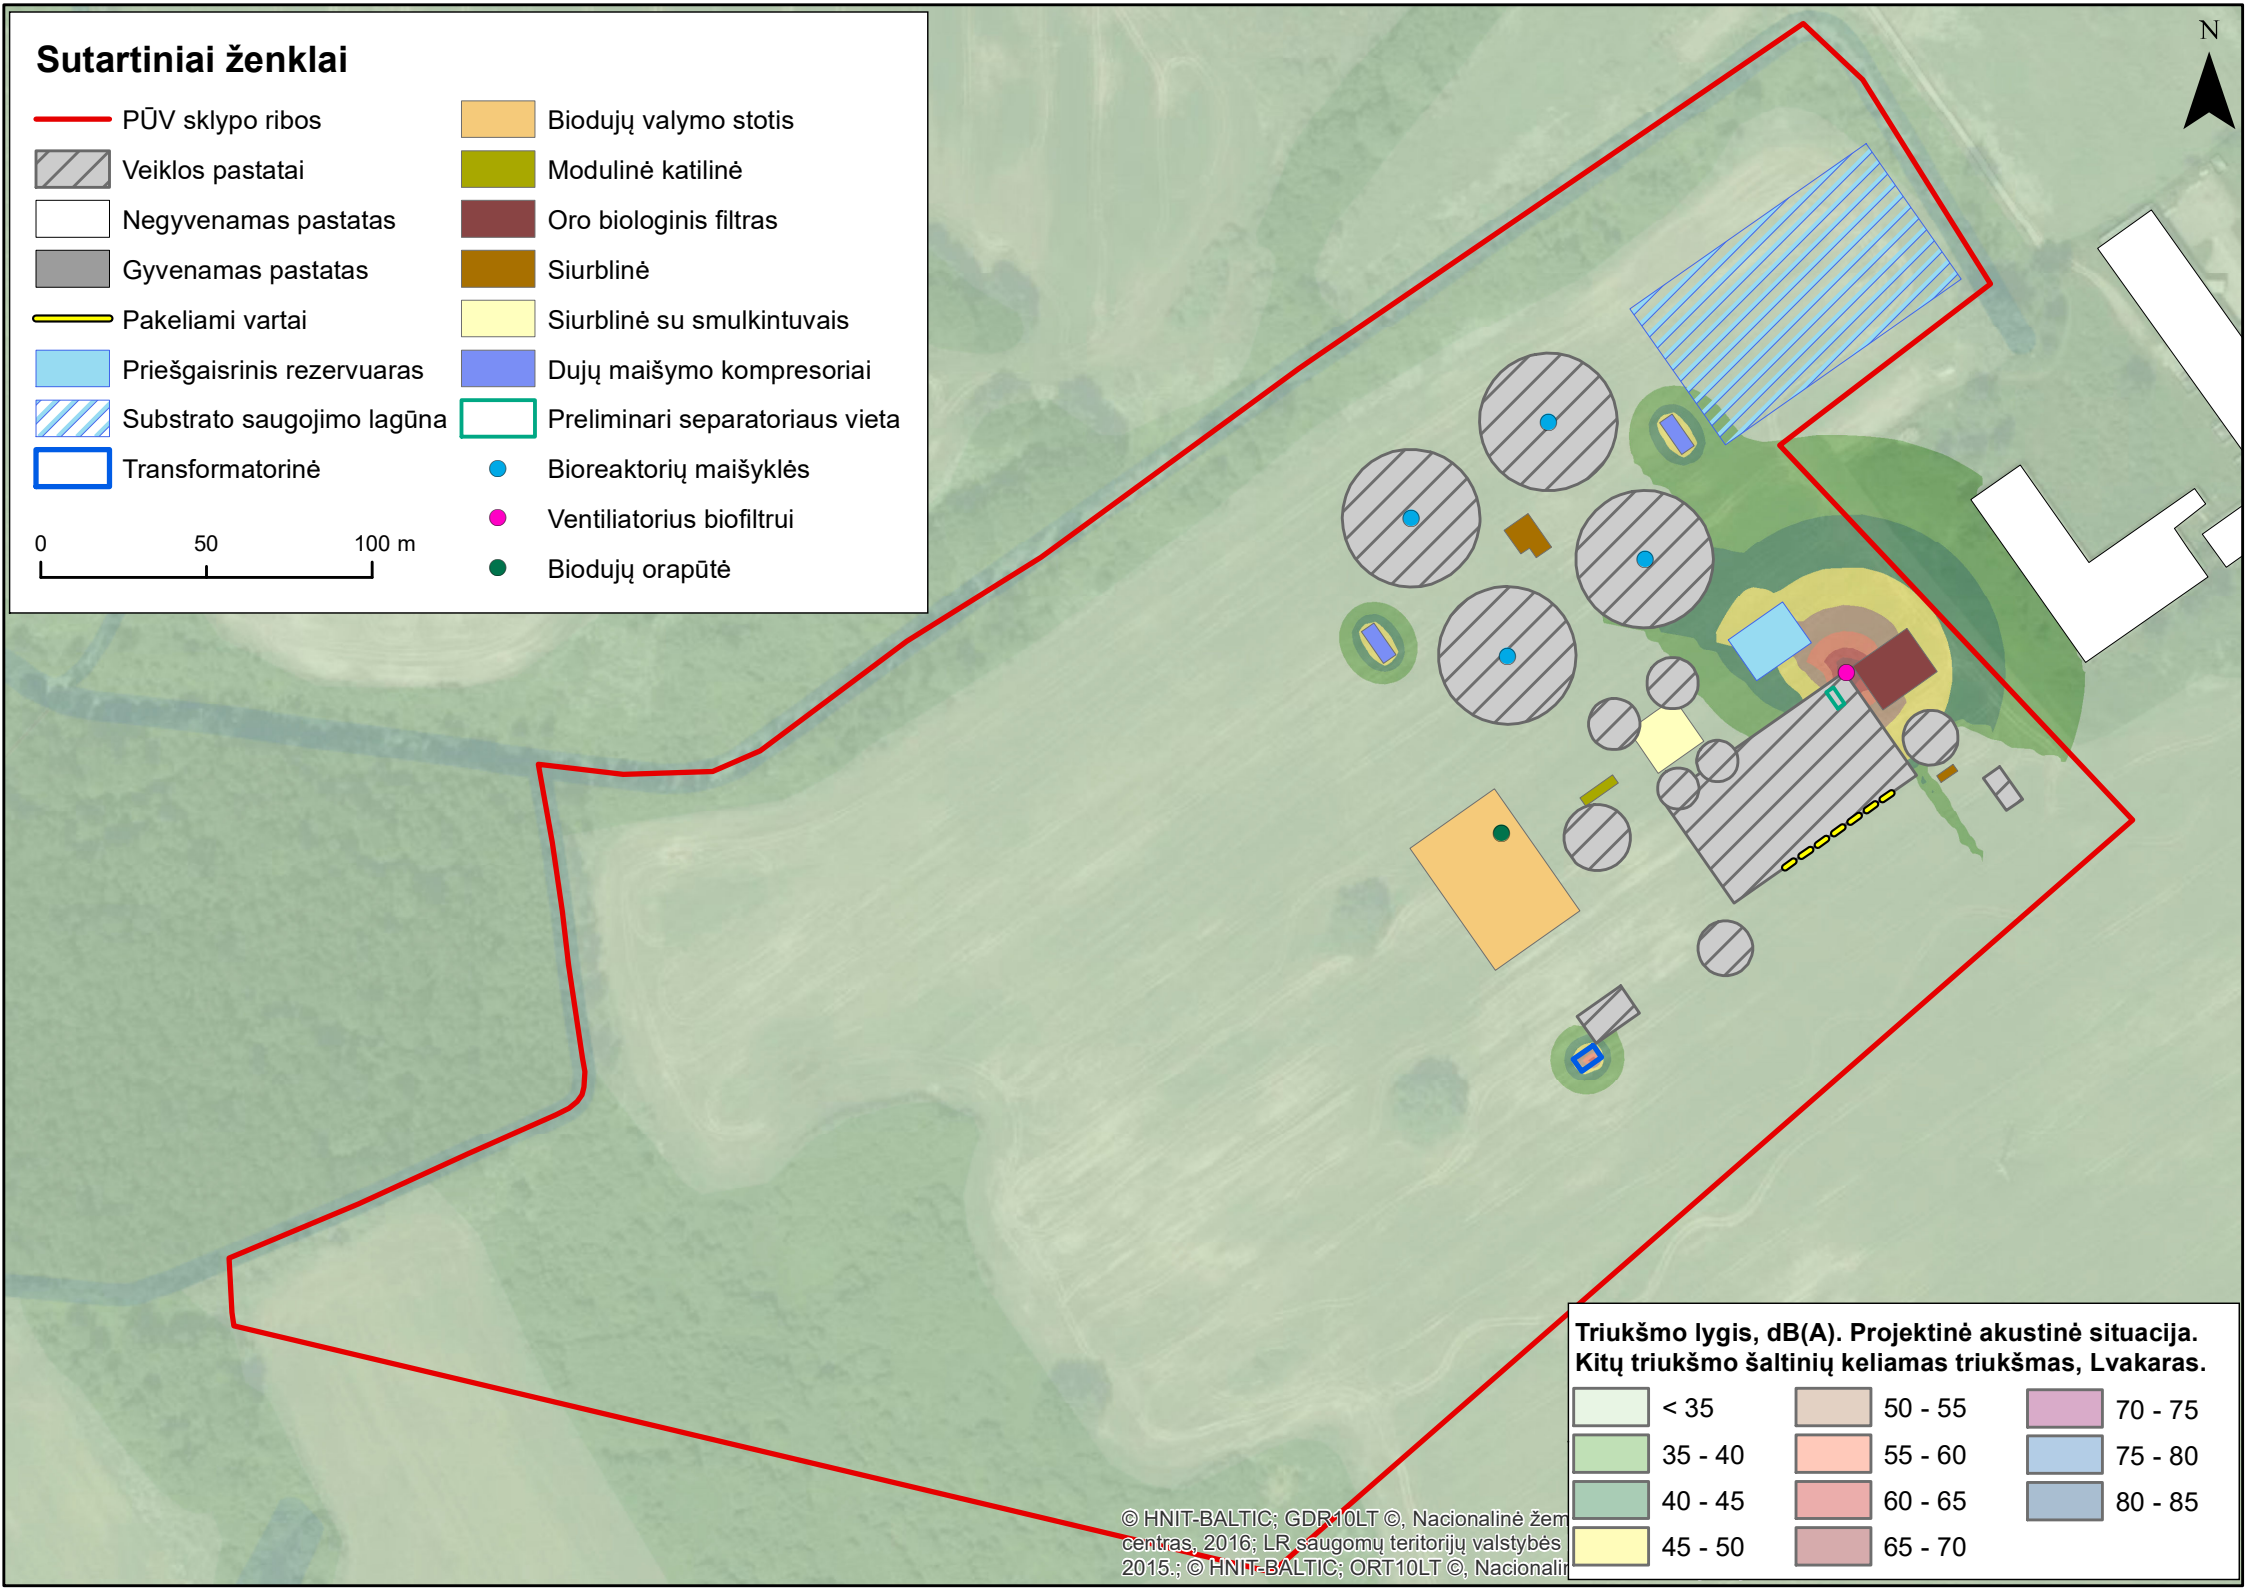 Sutartiniai ženklai
PŪV sklypo ribos
Veiklos pastatai
Negyvenamas pastatas
Gyvenamas pastatas
Pakeliami vartai
Priešgaisrinis rezervuaras
Substrato saugojimo lagūna
Transformatorinė
0 50 100 m
Biodujų valymo stotis
Modulinė katilinė
Oro biologinis filtras
Siurblinė
Siurblinė su smulkintuvais
Dujų maišymo kompresoriai
Preliminari separatoriaus vieta
Bioreaktorių maišyklės
Ventiliatorius biofiltrui
Biodujų orapūtė
N
© HNIT-BALTIC; GDR10LT ©, Nacionalinė žem
centras, 2016; LR saugomų teritorijų valstybės
2015.; © HNIT-BALTIC; ORT10LT ©, Nacionalin
Triukšmo lygis, dB(A). Projektinė akustinė situacija.
Kitų triukšmo šaltinių keliamas triukšmas, Lvakaras.
< 35
35 - 40
40 - 45
45 - 50
50 - 55
55 - 60
60 - 65
65 - 70
70 - 75
75 - 80
80 - 85